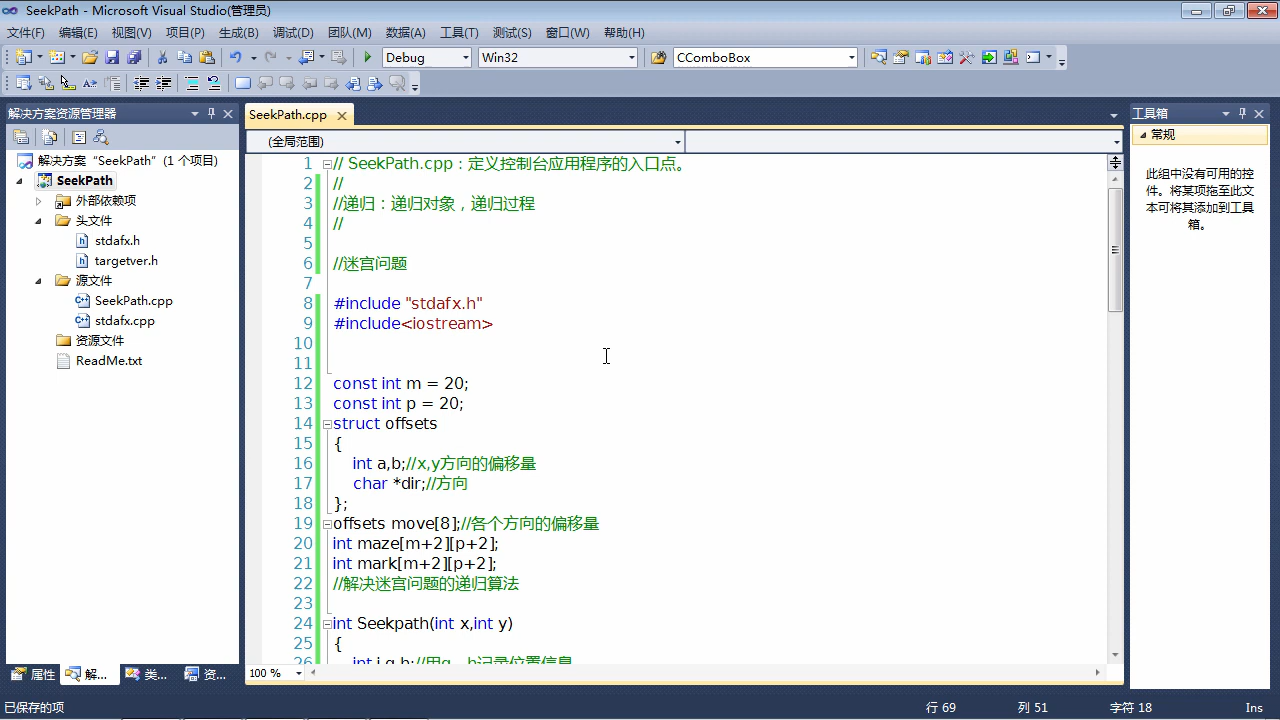 SeekPath - Microsoft Visual Studio(管理员)
文件(F) 编辑(E) 视图(V) 项目(P) 生成(B) 调试(D) 团队(M) 数据(A) 工具(T) 测试(S) 窗口(W) 帮助(H)
Debug Win32 CComboBox
解决方案资源管理器
解决方案 “SeekPath” (1 个项目)
SeekPath
外部依赖项
头文件
stdafx.h
targetver.h
源文件
SeekPath.cpp
stdafx.cpp
资源文件
ReadMe.txt
属性 解... 类... 资...
SeekPath.cpp
(全局范围)
1 // SeekPath.cpp : 定义控制台应用程序的入口点。
2 //
3 //递归：递归对象，递归过程
4 //
5
6 //迷宫问题
7
8 #include "stdafx.h"
9 #include<iostream>
10
11
12 const int m = 20;
13 const int p = 20;
14 struct offsets
15 {
16 int a,b;//x,y方向的偏移量
17 char *dir;//方向
18 };
19 offsets move[8];//各个方向的偏移量
20 int maze[m+2][p+2];
21 int mark[m+2][p+2];
22 //解决迷宫问题的递归算法
23
24 int Seekpath(int x,int y)
25 {
26 int i,g,h;//用g，h记录位置信息
100 %
工具箱
常规
此组中没有可用的控
件。将某项拖至此文
本可将其添加到工具
箱。
已保存的项 行 69 列 51 字符 18 Ins